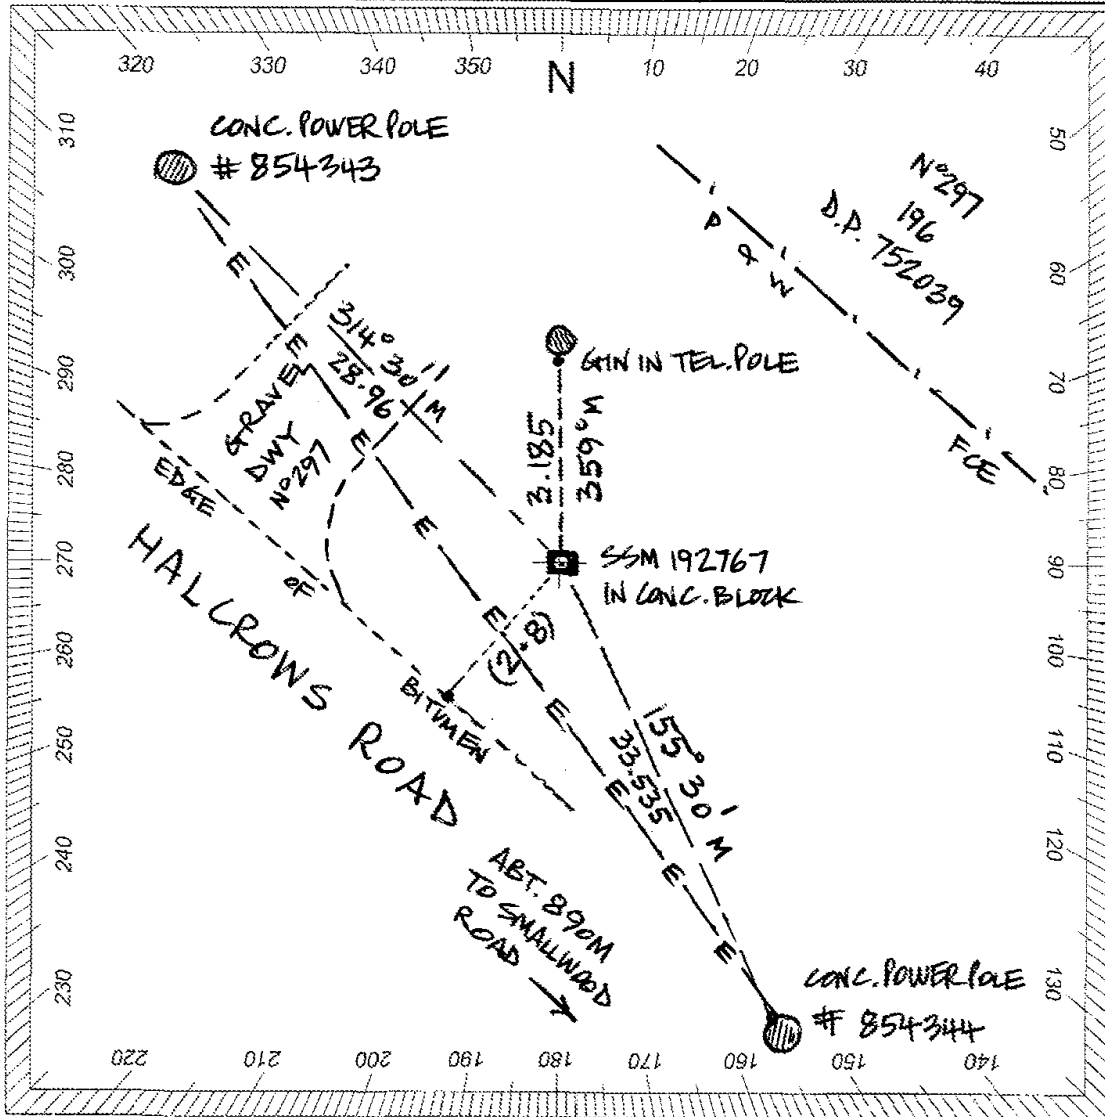 320 330 340 350 N 10 20 30 40
310
300
290
280
270
260
250
240
230
50
60
70
80
90
100
110
120
130
220 210 200 190 180 170 160 150 140
CONC. POWER POLE
# 854343
Nº297
196
D.P. 752039
P & W
FCE
E E E E E E E E E
314° 30' M
28.96
GRAVEL
DWY
Nº297
GHN IN TEL. POLE
3.185
359° M
EDGE
OF
BITUMEN
HALCROWS ROAD
SSM 192767
IN CONC. BLOCK
(2.8)
155° 30' M
33.535
ABT. 890M
TO SMALLWOOD
ROAD
CONC. POWER POLE
# 854344